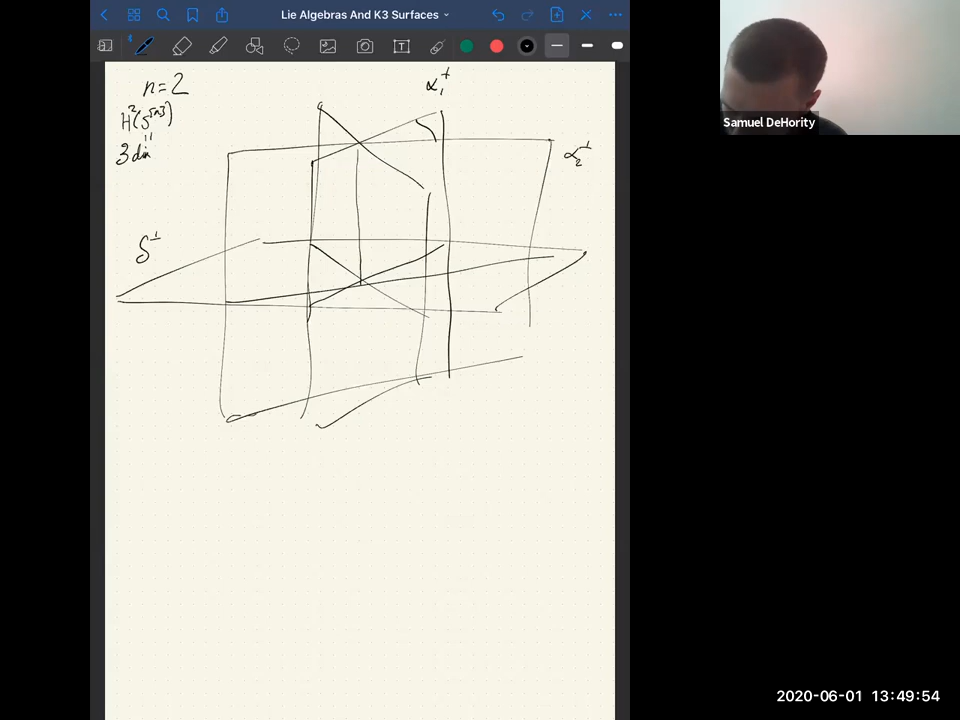 Lie Algebras And K3 Surfaces
T
n=2
α₁^⊥
H²(S^[n])
3 dim
α₂^⊥
δ^⊥
Samuel DeHority
2020-06-01 13:49:54